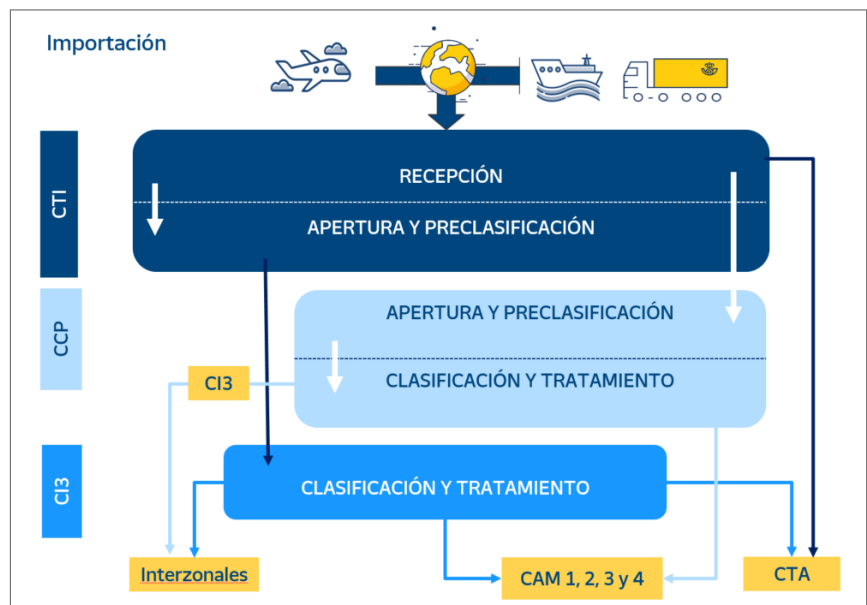 Importación
CTI
RECEPCIÓN
APERTURA Y PRECLASIFICACIÓN
CCP
APERTURA Y PRECLASIFICACIÓN
CLASIFICACIÓN Y TRATAMIENTO
CI3
CI3
CLASIFICACIÓN Y TRATAMIENTO
Interzonales
CAM 1, 2, 3 y 4
CTA